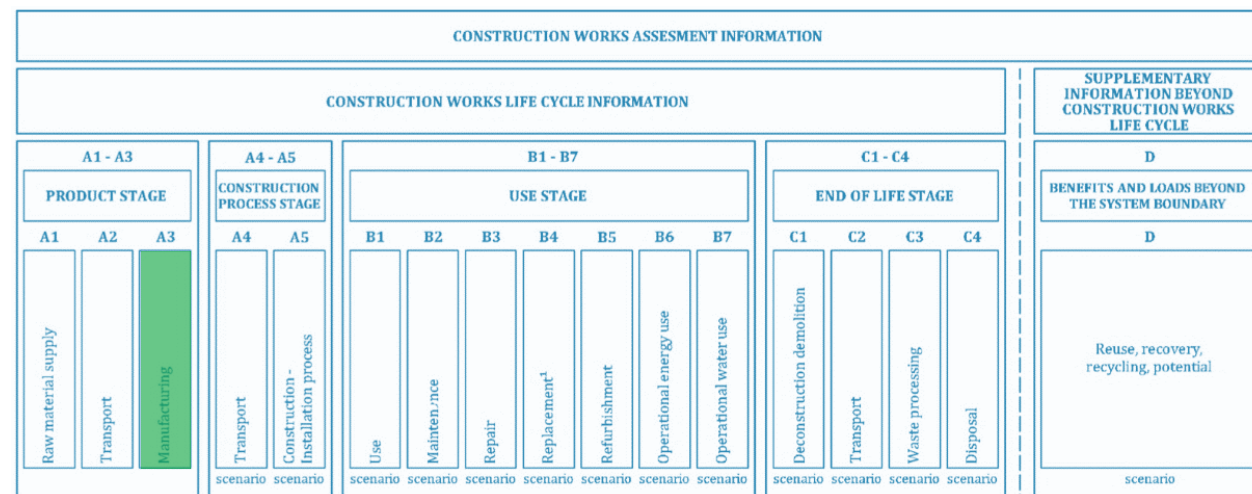 CONSTRUCTION WORKS ASSESMENT INFORMATION
CONSTRUCTION WORKS LIFE CYCLE INFORMATION
SUPPLEMENTARY
INFORMATION BEYOND
CONSTRUCTION WORKS
LIFE CYCLE
A1 - A3
PRODUCT STAGE
A1
A2
A3
Raw material supply
Transport
Manufacturing
A4 - A5
CONSTRUCTION
PROCESS STAGE
A4
A5
Transport
Construction -
Installation process
scenario
scenario
B1 - B7
USE STAGE
B1
B2
B3
B4
B5
B6
B7
Use
Maintenance
Repair
Replacement¹
Refurbishment
Operational energy use
Operational water use
scenario
scenario
scenario
scenario
scenario
scenario
scenario
C1 - C4
END OF LIFE STAGE
C1
C2
C3
C4
Deconstruction demolition
Transport
Waste processing
Disposal
scenario
scenario
scenario
scenario
D
BENEFITS AND LOADS BEYOND
THE SYSTEM BOUNDARY
D
Reuse, recovery,
recycling, potential
scenario